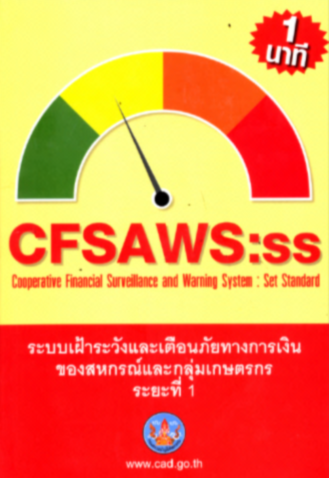 1
นาที
CFSAWS:ss
Cooperative Financial Surveillance and Warning System : Set Standard
ระบบเฝ้าระวังและเตือนภัยทางการเงิน
ของสหกรณ์และกลุ่มเกษตรกร
ระยะที่ 1
www.cad.go.th